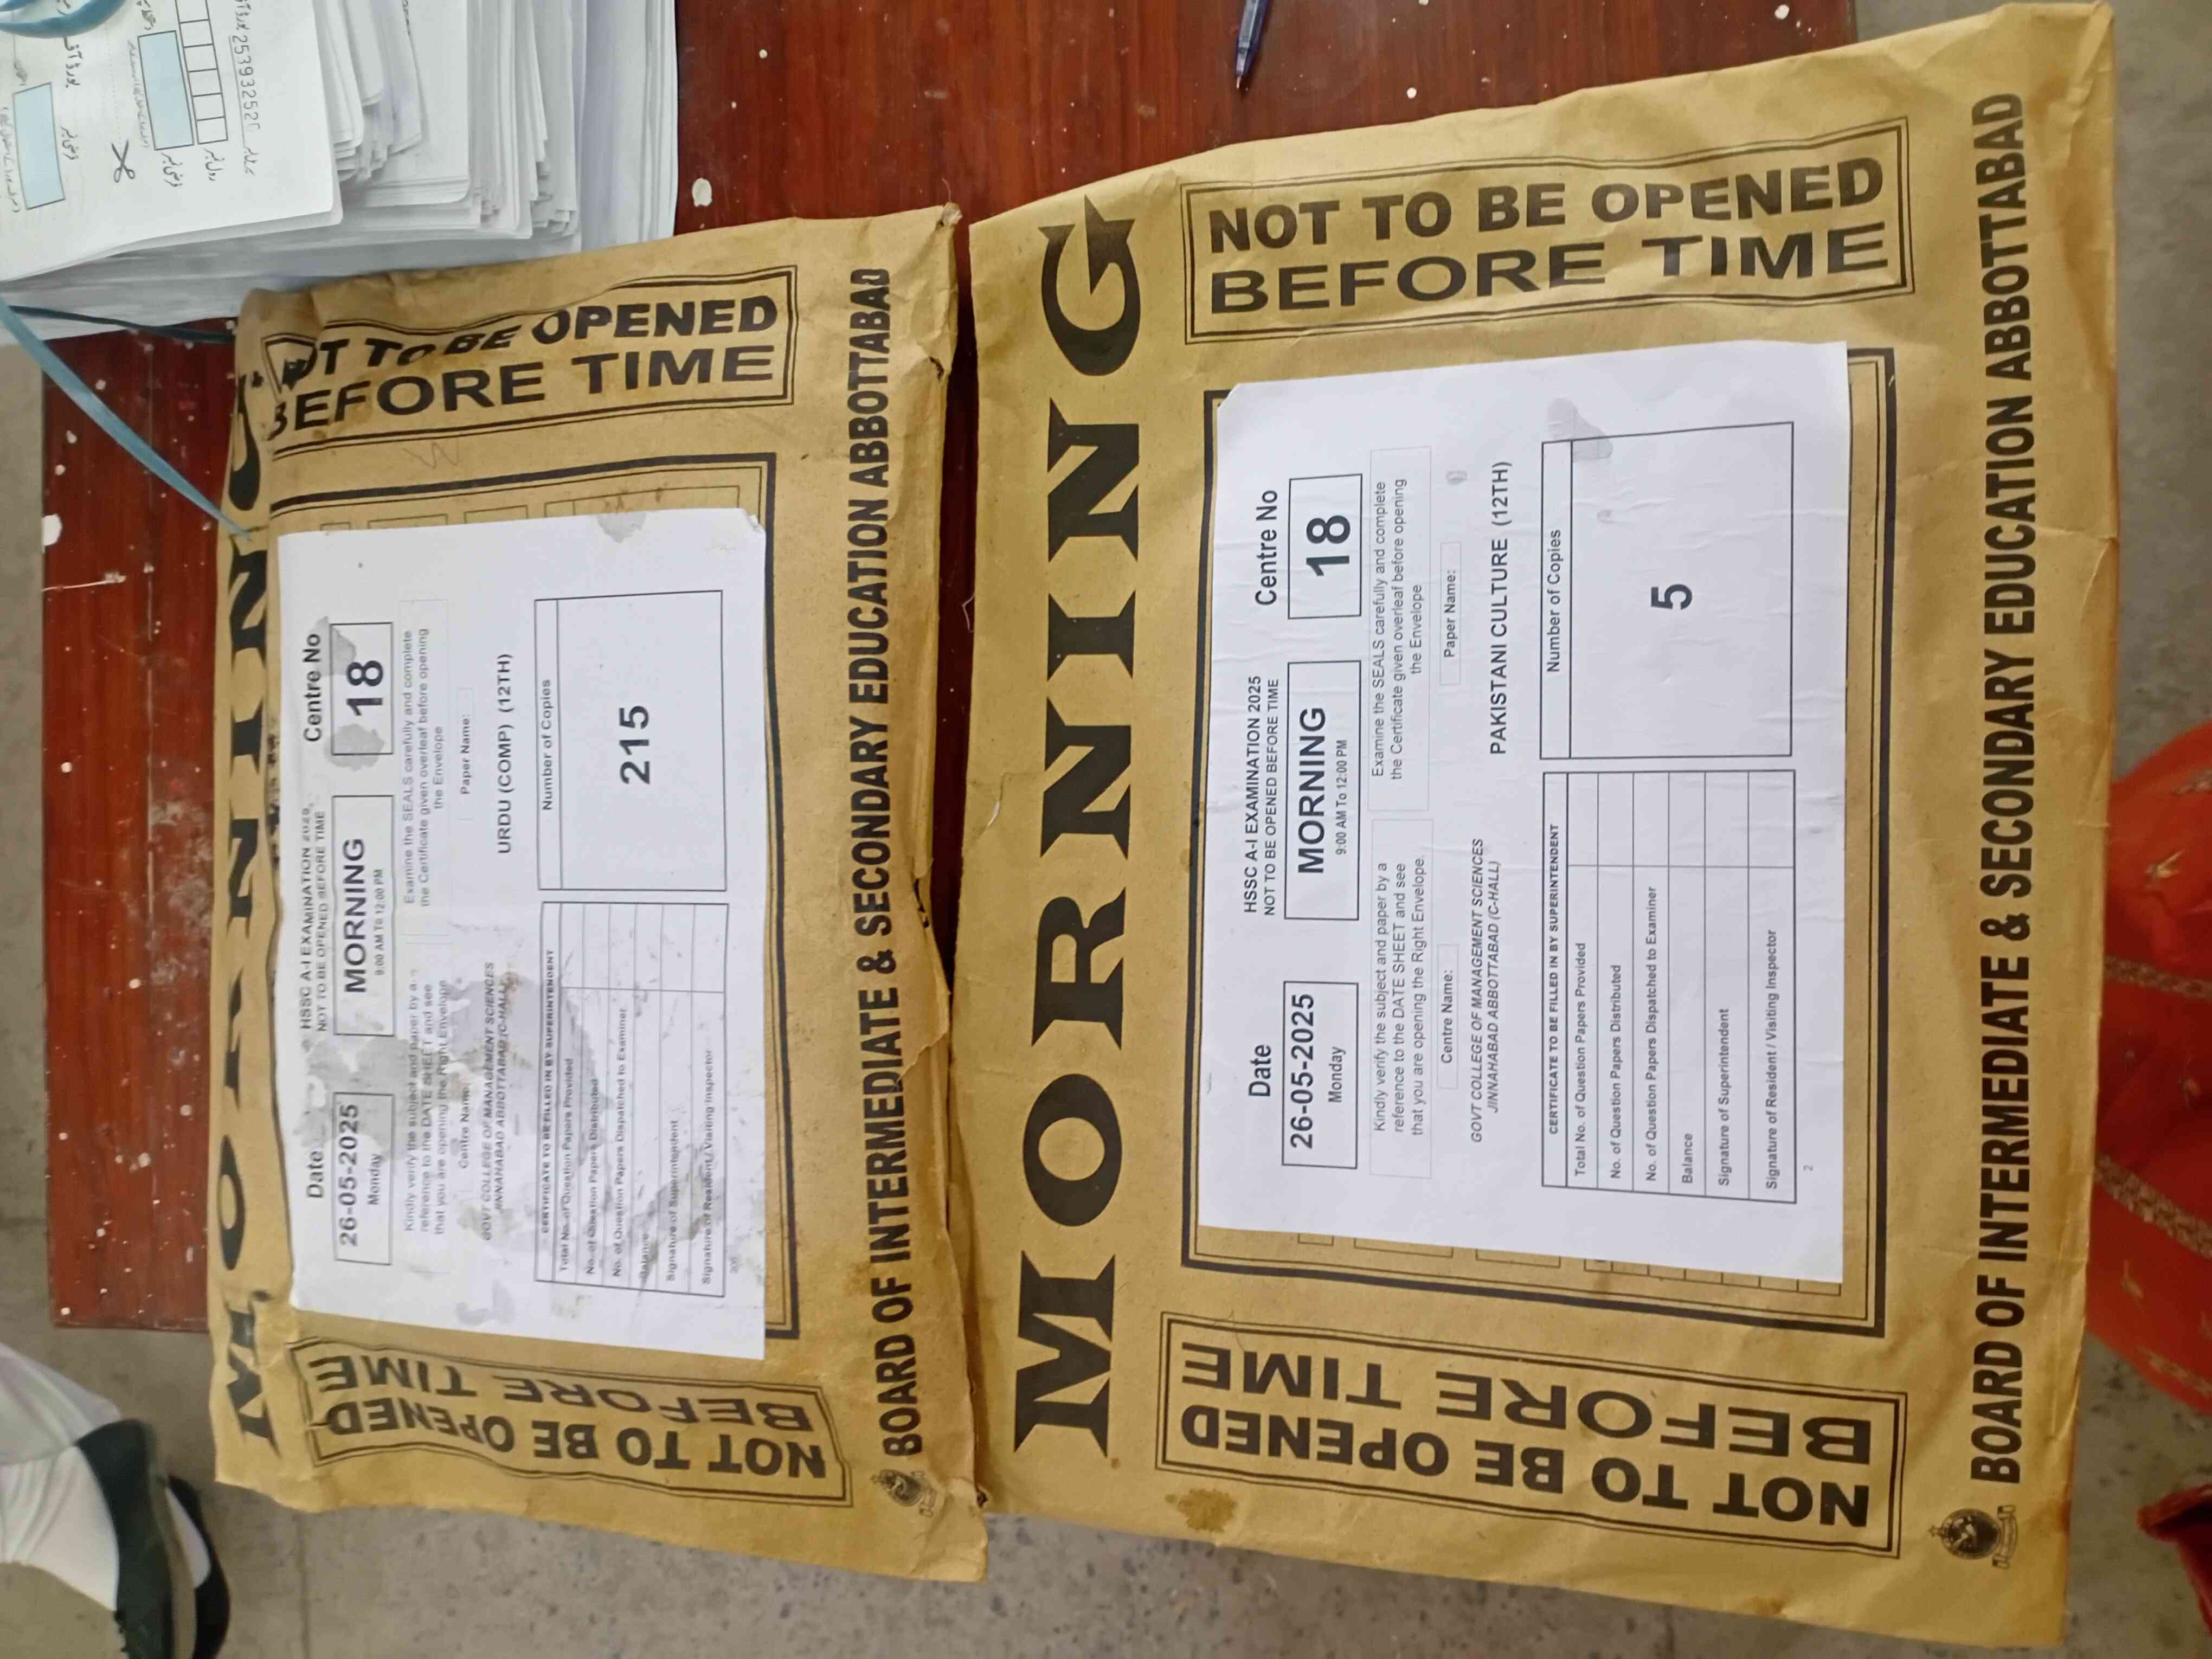 MORNING
NOT TO BE OPENED
BEFORE TIME
HSSC A-I EXAMINATION
NOT TO BE OPENED BEFORE TIME
Date
Centre No
26-05-2025
Monday
MORNING
9:00 AM To 12:00 PM
18
Kindly verify the subject and paper by a
reference to the DATE SHEET and see
that you are opening the Right Envelope
Examine the SEALS carefully and complete
the Certificate given overleaf before opening
the Envelope
Centre Name:
Paper Name:
GOVT COLLEGE OF MANAGEMENT SCIENCES
JINNAHABAD ABBOTTABAD (C-HALL)
URDU (COMP) (12TH)
CERTIFICATE TO BE FILLED IN BY SUPERINTENDENT
Total No. of Question Papers Provided
No. of Question Papers Distributed
No. of Question Papers Dispatched to Examiner
Balance
Signature of Superintendent
Signature of Resident / Visiting Inspector
Number of Copies
215
NOT TO BE OPENED
BEFORE TIME
BOARD OF INTERMEDIATE & SECONDARY EDUCATION ABBOTTABAD
MORNING
NOT TO BE OPENED
BEFORE TIME
HSSC A-I EXAMINATION 2025
NOT TO BE OPENED BEFORE TIME
Date
Centre No
26-05-2025
Monday
MORNING
9:00 AM To 12:00 PM
18
Kindly verify the subject and paper by a
reference to the DATE SHEET and see
that you are opening the Right Envelope.
Examine the SEALS carefully and complete
the Certificate given overleaf before opening
the Envelope
Centre Name:
Paper Name:
GOVT COLLEGE OF MANAGEMENT SCIENCES
JINNAHABAD ABBOTTABAD (C-HALL)
PAKISTANI CULTURE (12TH)
CERTIFICATE TO BE FILLED IN BY SUPERINTENDENT
Total No. of Question Papers Provided
No. of Question Papers Distributed
No. of Question Papers Dispatched to Examiner
Balance
Signature of Superintendent
Signature of Resident / Visiting Inspector
Number of Copies
5
2
NOT TO BE OPENED
BEFORE TIME
BOARD OF INTERMEDIATE & SECONDARY EDUCATION ABBOTTABAD
رول نمبر
فرضی نمبر